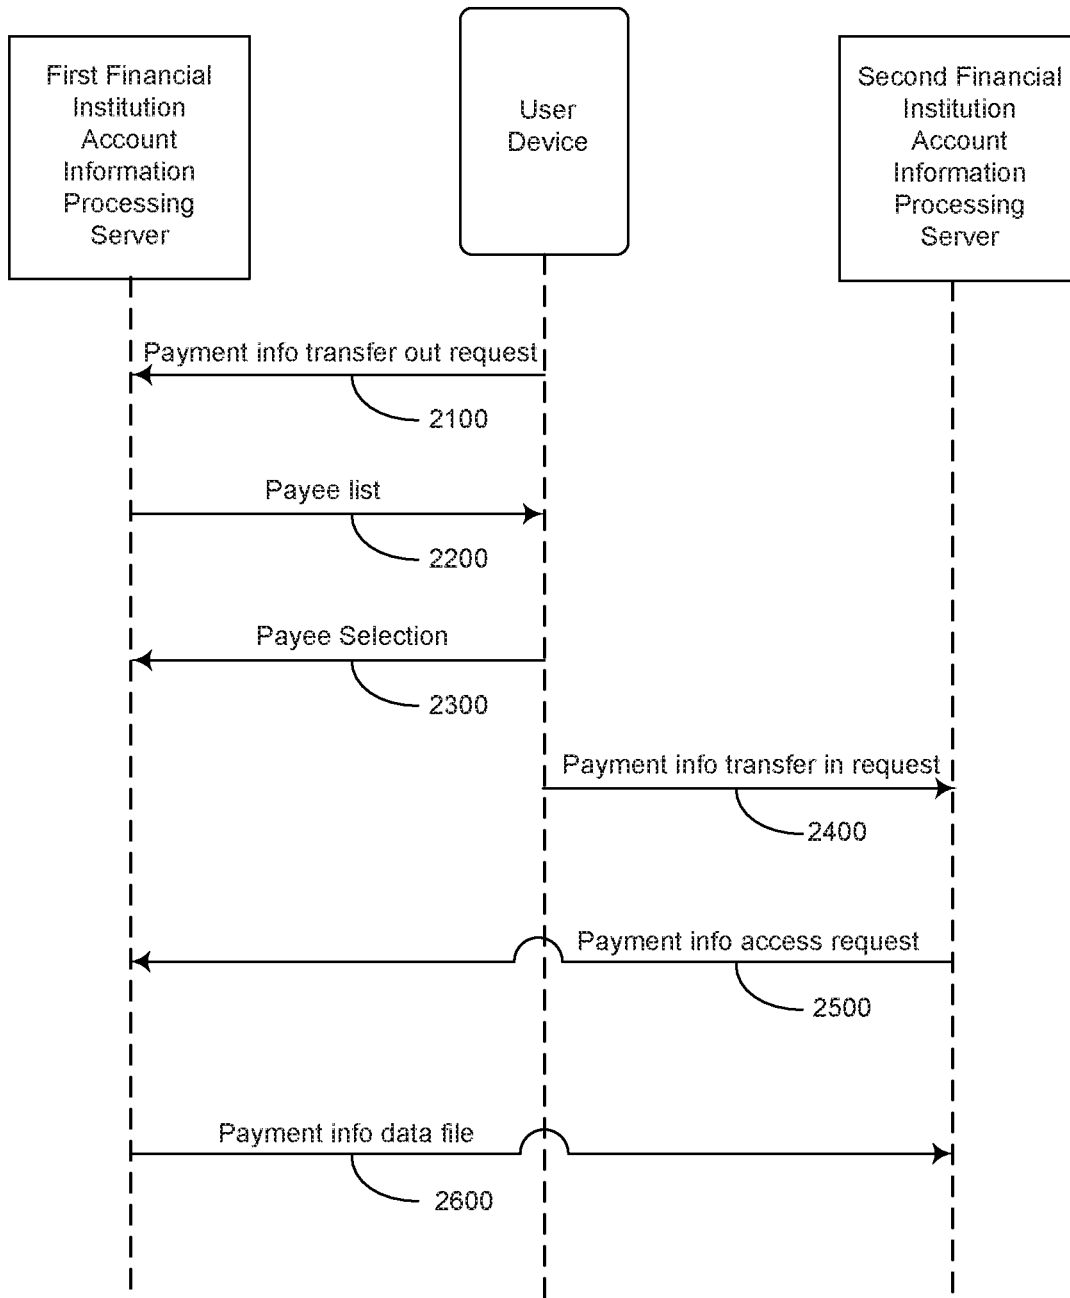 First Financial
Institution
Account
Information
Processing
Server
User
Device
Second Financial
Institution
Account
Information
Processing
Server
Payment info transfer out request
2100
Payee list
2200
Payee Selection
2300
Payment info transfer in request
2400
Payment info access request
2500
Payment info data file
2600